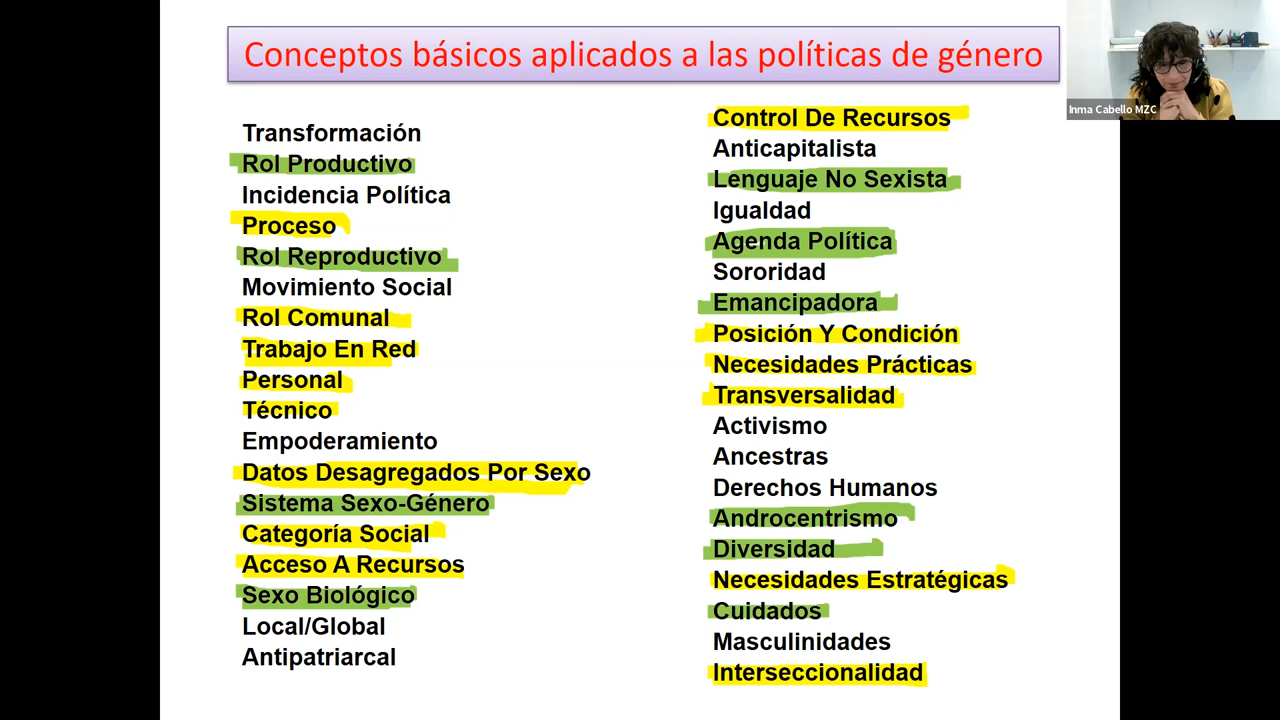 Conceptos básicos aplicados a las políticas de género
Inma Cabello MZC
Transformación
Rol Productivo
Incidencia Política
Proceso
Rol Reproductivo
Movimiento Social
Rol Comunal
Trabajo En Red
Personal
Técnico
Empoderamiento
Datos Desagregados Por Sexo
Sistema Sexo-Género
Categoría Social
Acceso A Recursos
Sexo Biológico
Local/Global
Antipatriarcal
Control De Recursos
Anticapitalista
Lenguaje No Sexista
Igualdad
Agenda Política
Sororidad
Emancipadora
Posición Y Condición
Necesidades Prácticas
Transversalidad
Activismo
Ancestras
Derechos Humanos
Androcentrismo
Diversidad
Necesidades Estratégicas
Cuidados
Masculinidades
Interseccionalidad